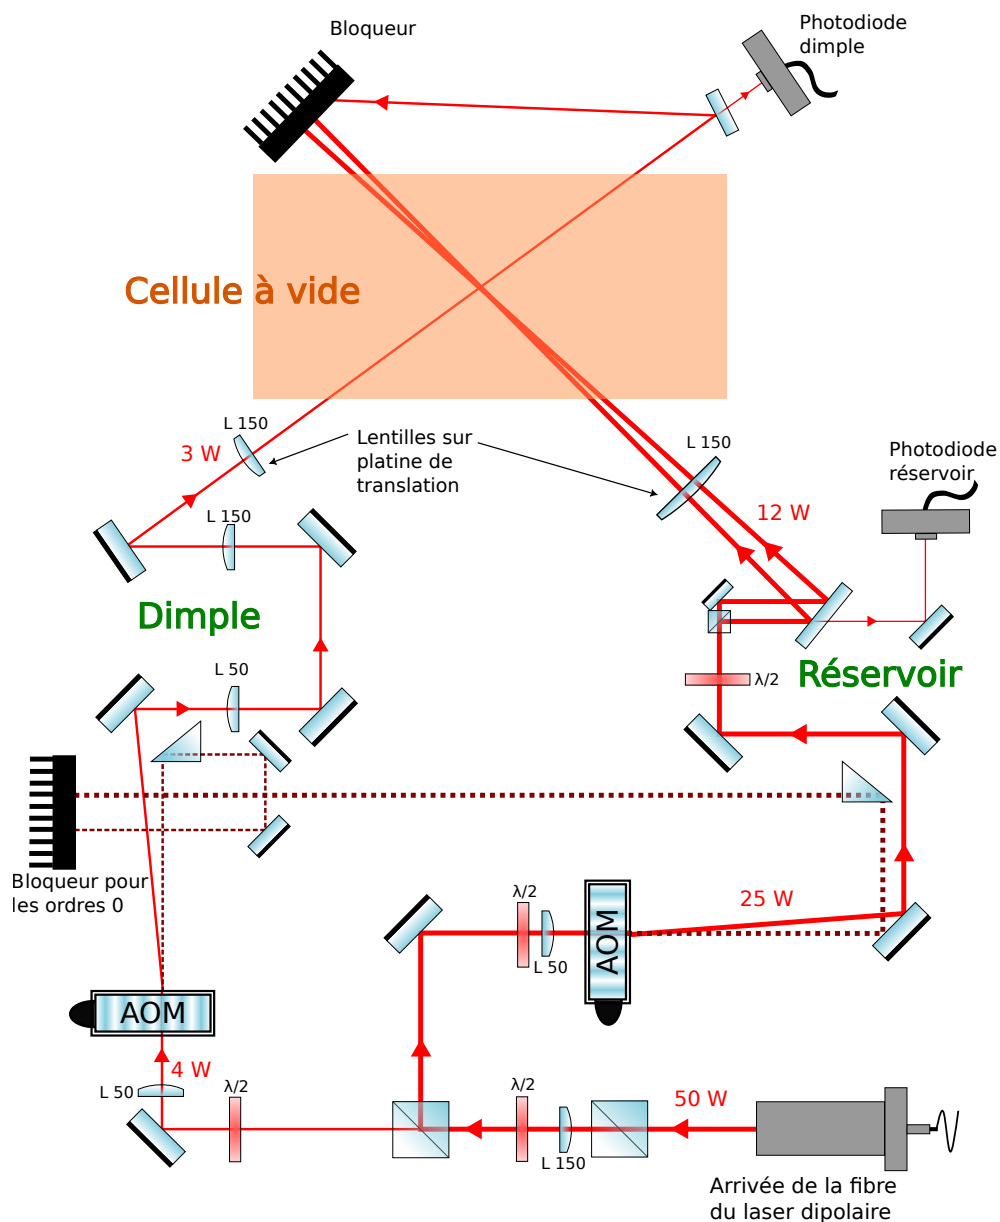 Bloqueur
Photodiode
dimple
Cellule à vide
L 150
3 W
Lentilles sur
platine de
translation
L 150
Photodiode
réservoir
12 W
L 150
Dimple
L 50
λ/2
Réservoir
Bloqueur pour
les ordres 0
λ/2
25 W
AOM
L 50
AOM
4 W
L 50
λ/2
λ/2
50 W
L 150
Arrivée de la fibre
du laser dipolaire